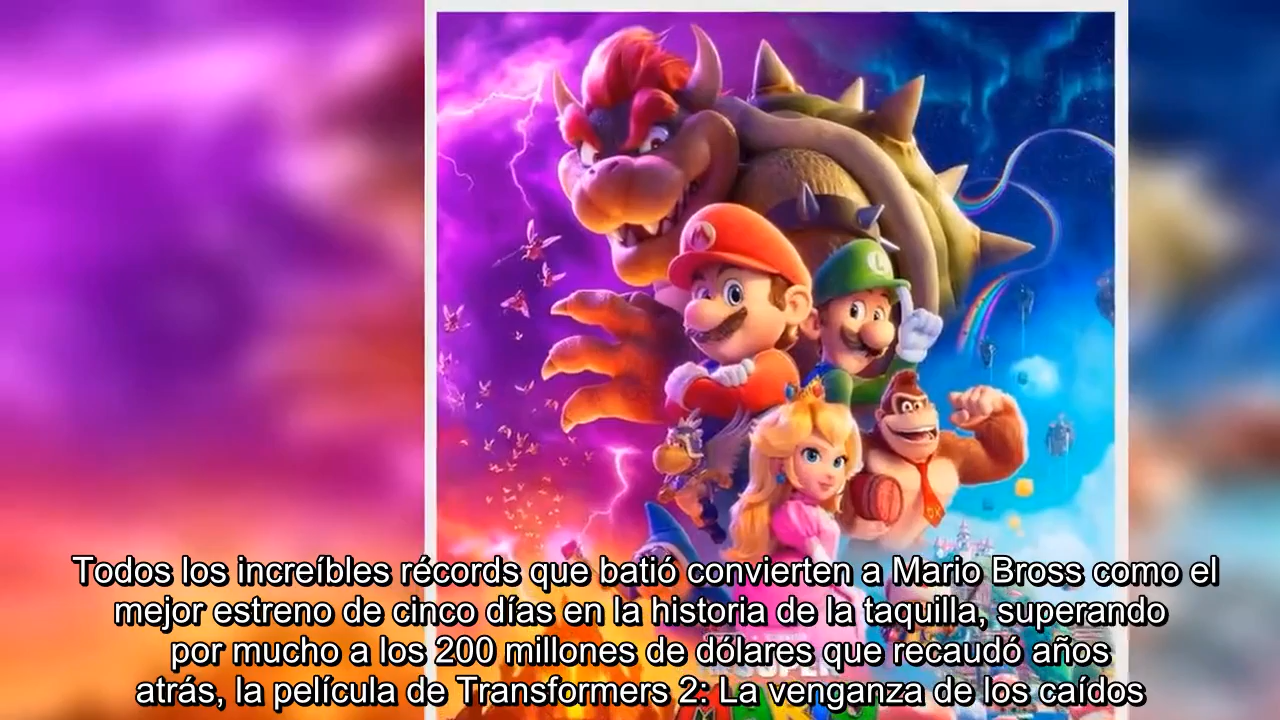 L
Todos los increíbles récords que batió convierten a Mario Bross como el
mejor estreno de cinco días en la historia de la taquilla, superando
por mucho a los 200 millones de dólares que recaudó años
atrás, la película de Transformers 2: La venganza de los caídos